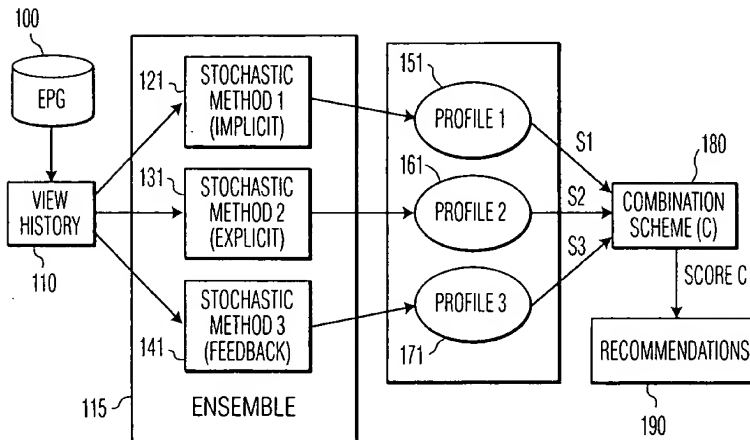 100
EPG
VIEW
HISTORY
110
121
STOCHASTIC
METHOD 1
(IMPLICIT)
131
STOCHASTIC
METHOD 2
(EXPLICIT)
STOCHASTIC
METHOD 3
(FEEDBACK)
141
115
ENSEMBLE
151
PROFILE 1
161
PROFILE 2
PROFILE 3
171
S1
S2
S3
180
COMBINATION
SCHEME (C)
SCORE C
RECOMMENDATIONS
190